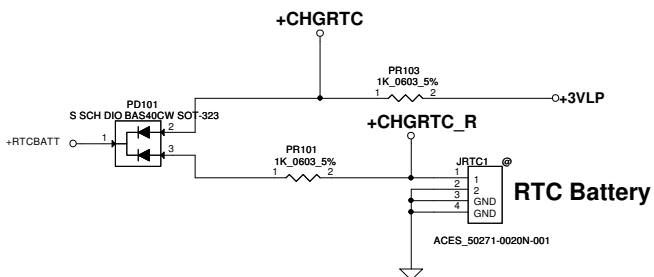 +CHGRTC
PR103
1K_0603_5%
1
2
+3VLP
PD101
S SCH DIO BAS40CW SOT-323
+RTCBATT
1
2
3
+CHGRTC_R
PR101
1K_0603_5%
1
2
JRTC1
@
1
1
2
2
3
GND
4
GND
RTC Battery
ACES_50271-0020N-001